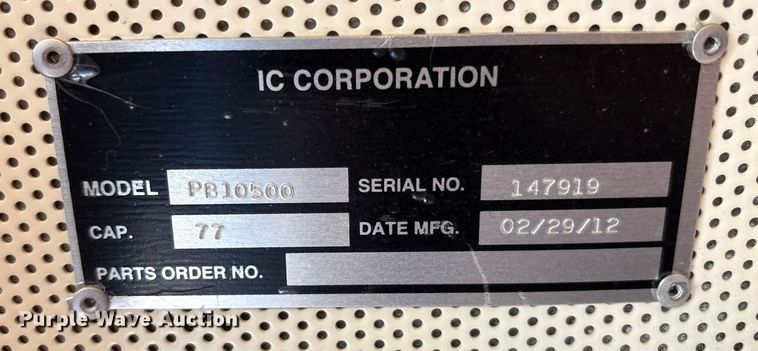 IC CORPORATION
MODEL PB10500 SERIAL NO. 147919
CAP. 77 DATE MFG. 02/29/12
PARTS ORDER NO.
Purple Wave Auction